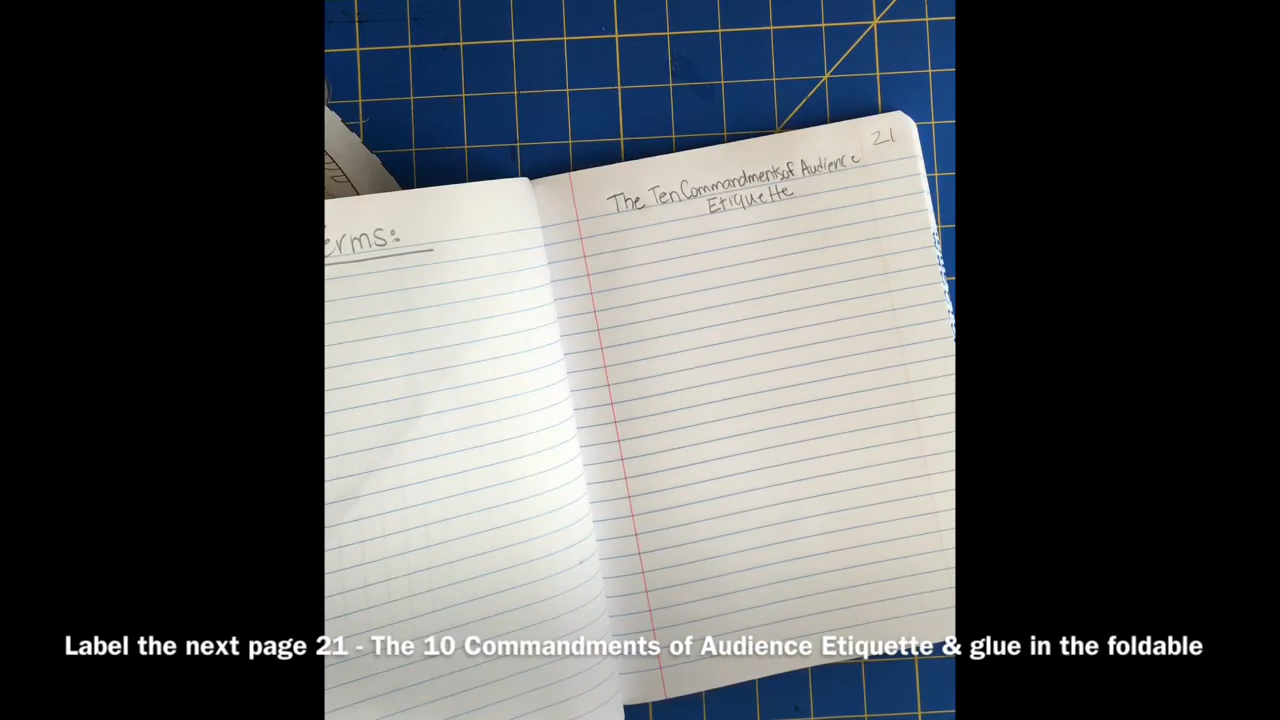 21
The Ten Commandments of Audience
Etiquette
erms:
Label the next page 21 - The 10 Commandments of Audience Etiquette & glue in the foldable